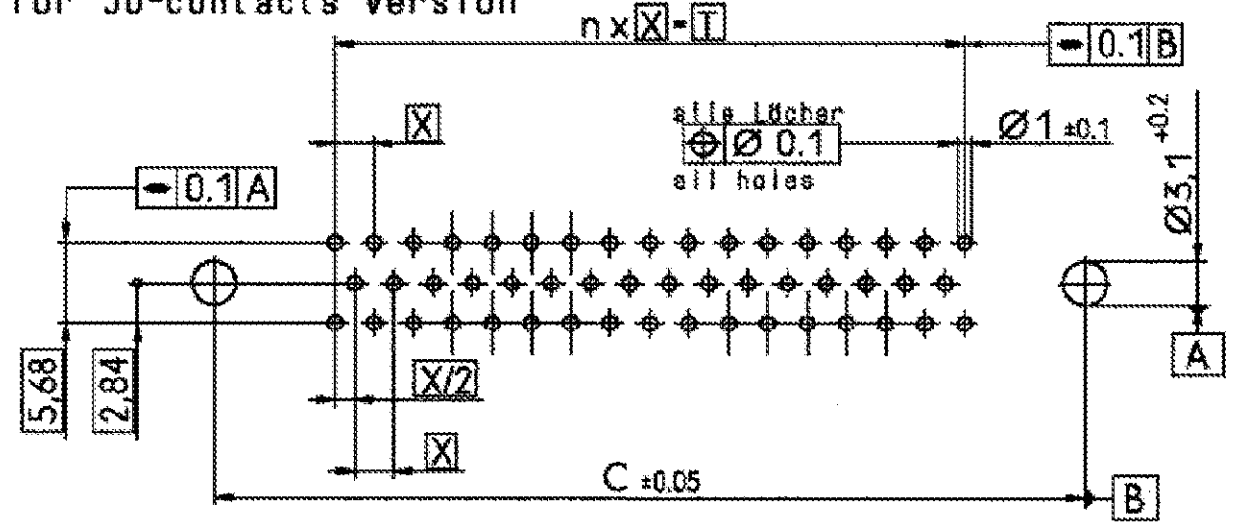 for 50-contacts version
n x X = T
0.1 B
X
alle Löcher
Ø 0.1
all holes
Ø1 ±0.1
Ø3,1 +0.2
0.1 A
5,68
2,84
X/2
X
A
C ±0.05
B